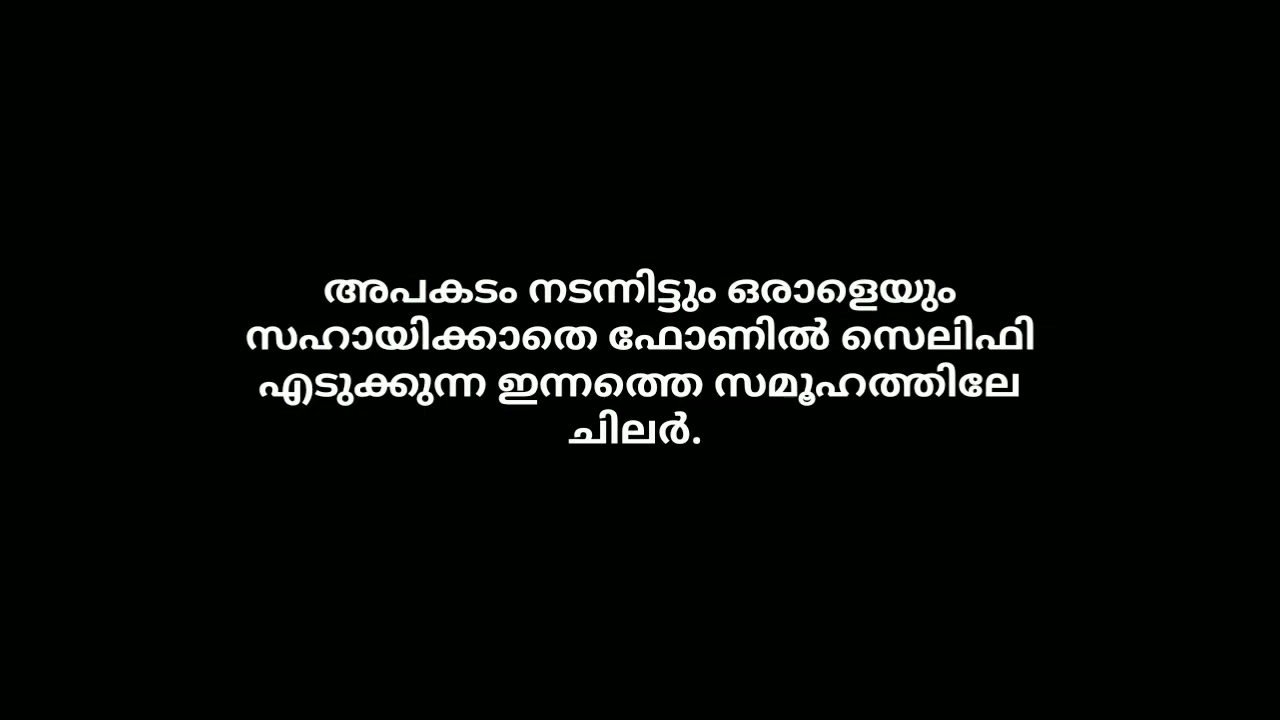 അപകടം നടന്നിട്ടും ഒരാളെയും
സഹായിക്കാതെ ഫോണിൽ സെലിഫി
എടുക്കുന്ന ഇന്നത്തെ സമൂഹത്തിലേ
ചിലർ.